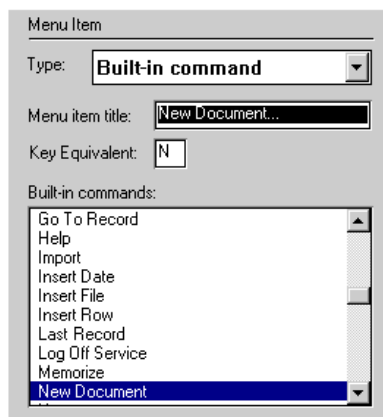 Menu Item
Type: Built-in command
Menu item title: New Document...
Key Equivalent: N
Built-in commands:
Go To Record
Help
Import
Insert Date
Insert File
Insert Row
Last Record
Log Off Service
Memorize
New Document